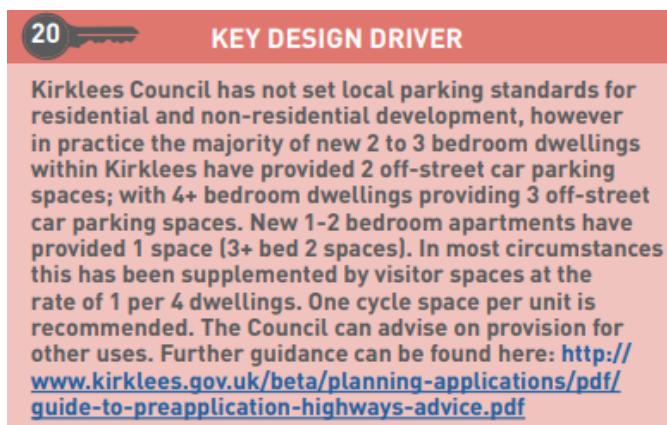 20
KEY DESIGN DRIVER
Kirklees Council has not set local parking standards for
residential and non-residential development, however
in practice the majority of new 2 to 3 bedroom dwellings
within Kirklees have provided 2 off-street car parking
spaces; with 4+ bedroom dwellings providing 3 off-street
car parking spaces. New 1-2 bedroom apartments have
provided 1 space (3+ bed 2 spaces). In most circumstances
this has been supplemented by visitor spaces at the
rate of 1 per 4 dwellings. One cycle space per unit is
recommended. The Council can advise on provision for
other uses. Further guidance can be found here: http://
www.kirklees.gov.uk/beta/planning-applications/pdf/
guide-to-preapplication-highways-advice.pdf